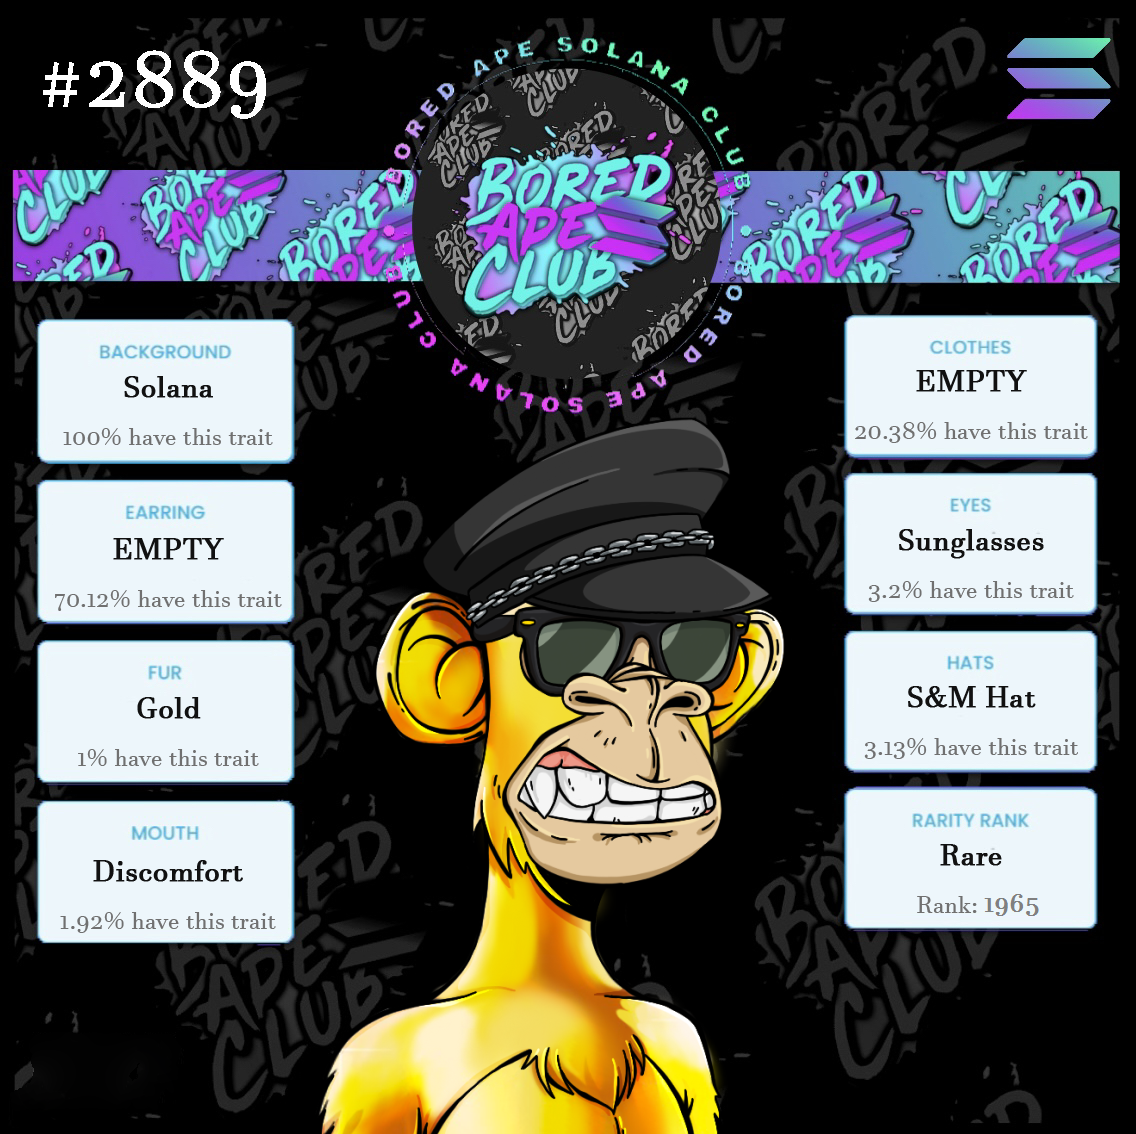 #2889
BORED APE SOLANA CLUB
BORED APE SOLANA CLUB
BORED
APE
CLUB
BACKGROUND
Solana
100% have this trait
EARRING
EMPTY
70.12% have this trait
FUR
Gold
1% have this trait
MOUTH
Discomfort
1.92% have this trait
CLOTHES
EMPTY
20.38% have this trait
EYES
Sunglasses
3.2% have this trait
HATS
S&M Hat
3.13% have this trait
RARITY RANK
Rare
Rank: 1965